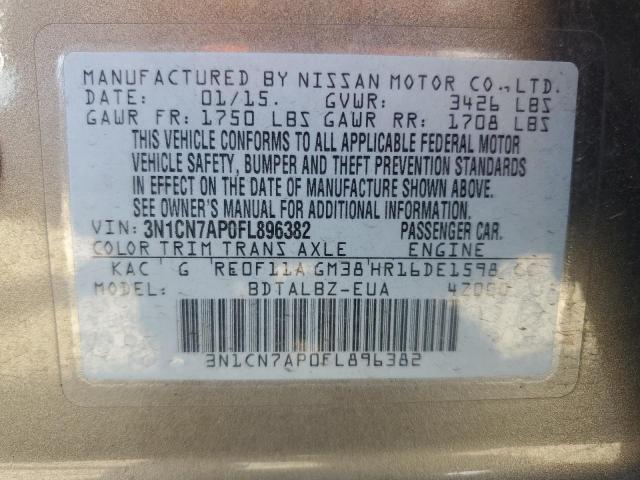 MANUFACTURED BY NISSAN MOTOR CO.,LTD.
DATE: 01/15. GVWR: 3426 LBS
GAWR FR: 1750 LBS GAWR RR: 1708 LBS
THIS VEHICLE CONFORMS TO ALL APPLICABLE FEDERAL MOTOR
VEHICLE SAFETY, BUMPER AND THEFT PREVENTION STANDARDS
IN EFFECT ON THE DATE OF MANUFACTURE SHOWN ABOVE.
SEE OWNER'S MANUAL FOR ADDITIONAL INFORMATION.
VIN: 3N1CN7AP0FL896382 PASSENGER CAR.
COLOR TRIM TRANS AXLE ENGINE
KAC G RE0F11A GM38 HR16DE1598 CC
MODEL: BDTALBZ-EUA
3N1CN7AP0FL896382